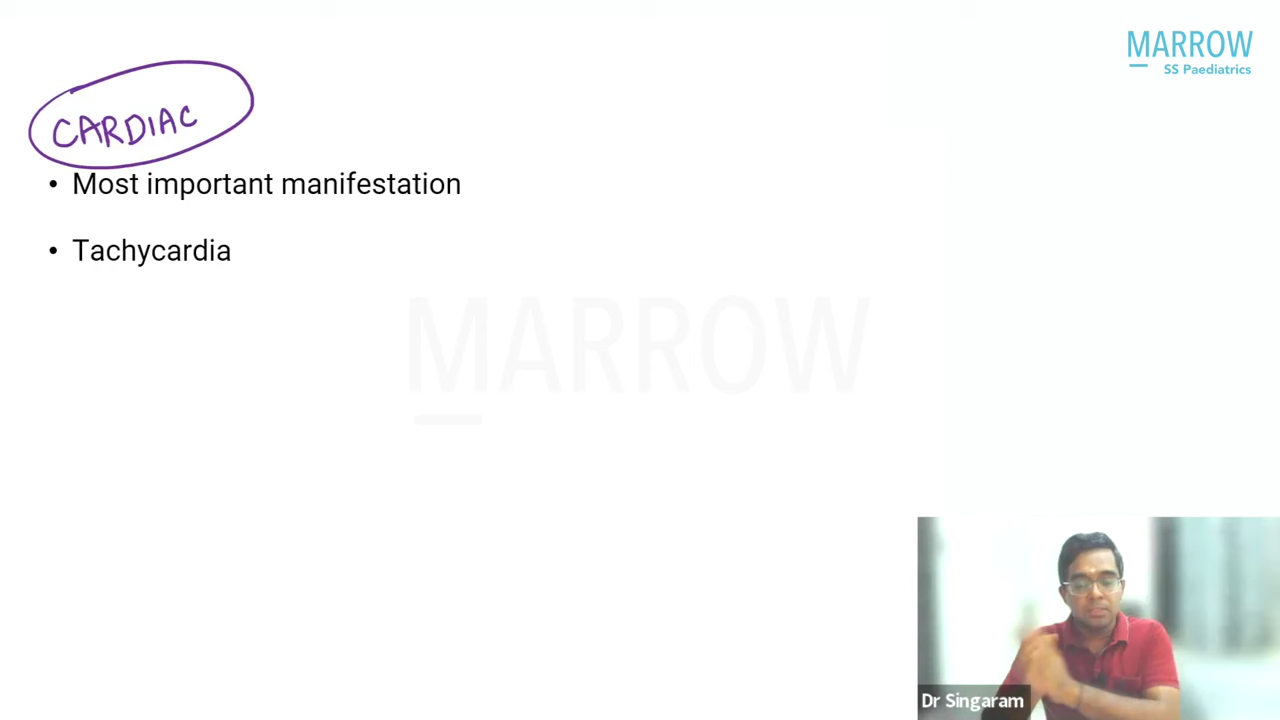 MARROW
SS Paediatrics
CARDIAC
• Most important manifestation
• Tachycardia
MARROW
Dr Singaram